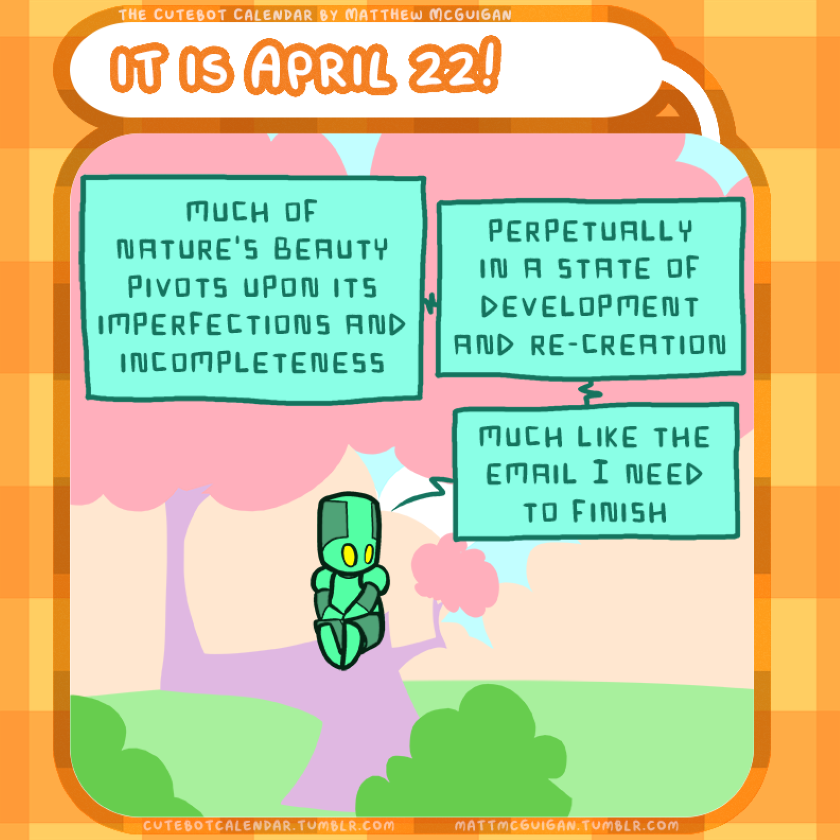 THE CUTEBOT CALENDAR BY MATTHEW MCGUIGAN
IT IS APRIL 22!
MUCH OF
NATURE'S BEAUTY
PIVOTS UPON ITS
IMPERFECTIONS AND
INCOMPLETENESS
PERPETUALLY
IN A STATE OF
DEVELOPMENT
AND RE-CREATION
MUCH LIKE THE
EMAIL I NEED
TO FINISH
CUTEBOTCALENDAR.TUMBLR.COM
MATTMCGUIGAN.TUMBLR.COM